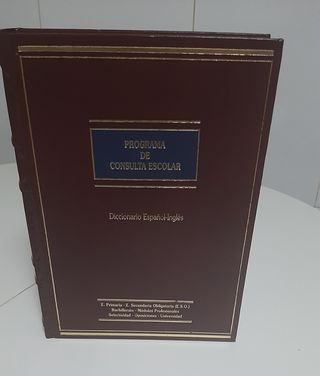 PROGRAMA
DE
CONSULTA ESCOLAR
Diccionario Español-Inglés
E. Primaria - E. Secundaria Obligatoria (E.S.O.)
Bachillerato - Módulos Profesionales
Selectividad - Oposiciones - Universidad